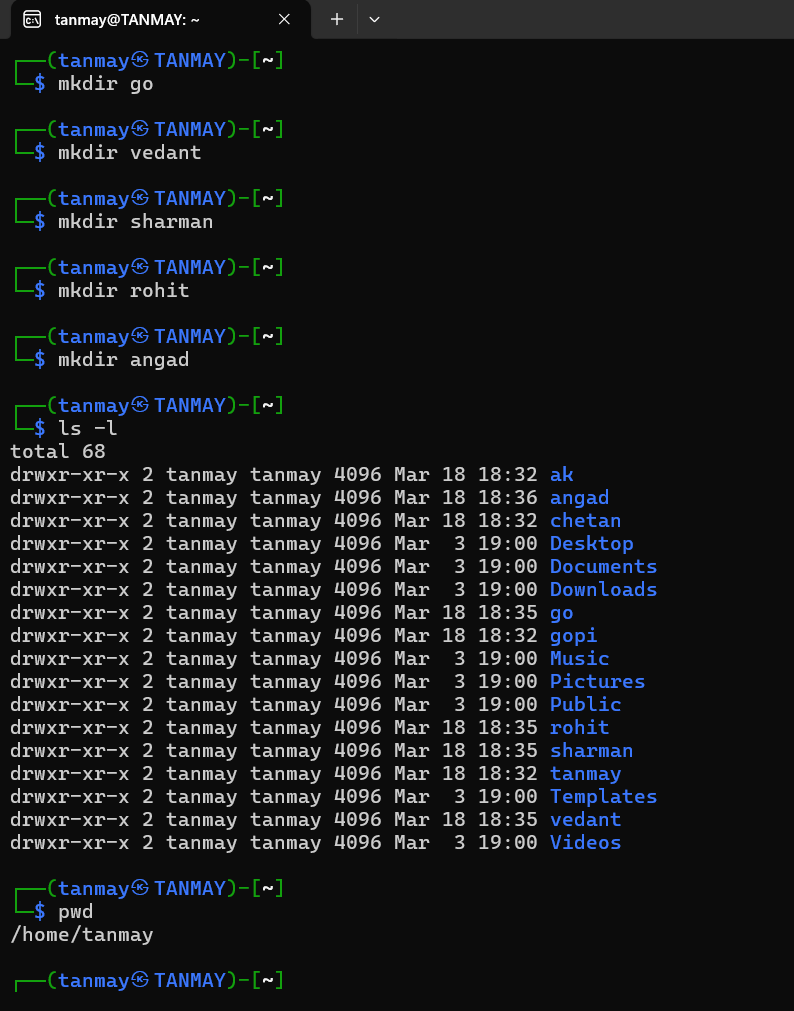 tanmay@TANMAY: ~
┌──(tanmay㉿TANMAY)-[~]
└─$ mkdir go
┌──(tanmay㉿TANMAY)-[~]
└─$ mkdir vedant
┌──(tanmay㉿TANMAY)-[~]
└─$ mkdir sharman
┌──(tanmay㉿TANMAY)-[~]
└─$ mkdir rohit
┌──(tanmay㉿TANMAY)-[~]
└─$ mkdir angad
┌──(tanmay㉿TANMAY)-[~]
└─$ ls -l
total 68
drwxr-xr-x 2 tanmay tanmay 4096 Mar 18 18:32 ak
drwxr-xr-x 2 tanmay tanmay 4096 Mar 18 18:36 angad
drwxr-xr-x 2 tanmay tanmay 4096 Mar 18 18:32 chetan
drwxr-xr-x 2 tanmay tanmay 4096 Mar  3 19:00 Desktop
drwxr-xr-x 2 tanmay tanmay 4096 Mar  3 19:00 Documents
drwxr-xr-x 2 tanmay tanmay 4096 Mar  3 19:00 Downloads
drwxr-xr-x 2 tanmay tanmay 4096 Mar 18 18:35 go
drwxr-xr-x 2 tanmay tanmay 4096 Mar 18 18:32 gopi
drwxr-xr-x 2 tanmay tanmay 4096 Mar  3 19:00 Music
drwxr-xr-x 2 tanmay tanmay 4096 Mar  3 19:00 Pictures
drwxr-xr-x 2 tanmay tanmay 4096 Mar  3 19:00 Public
drwxr-xr-x 2 tanmay tanmay 4096 Mar 18 18:35 rohit
drwxr-xr-x 2 tanmay tanmay 4096 Mar 18 18:35 sharman
drwxr-xr-x 2 tanmay tanmay 4096 Mar 18 18:32 tanmay
drwxr-xr-x 2 tanmay tanmay 4096 Mar  3 19:00 Templates
drwxr-xr-x 2 tanmay tanmay 4096 Mar 18 18:35 vedant
drwxr-xr-x 2 tanmay tanmay 4096 Mar  3 19:00 Videos
┌──(tanmay㉿TANMAY)-[~]
└─$ pwd
/home/tanmay
┌──(tanmay㉿TANMAY)-[~]